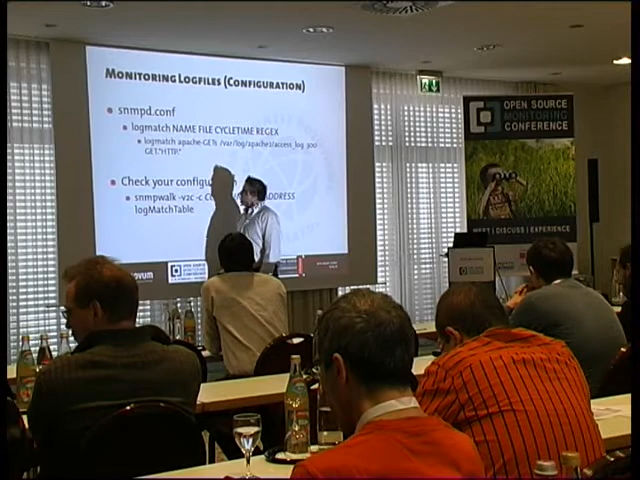 MONITORING LOGFILES (CONFIGURATION)
snmpd.conf
logmatch NAME FILE CYCLETIME REGEX
logmatch apache-GETs /var/log/apache2/access_log 300
GET.*HTTP.*
Check your configu
snmpwalk -v2c -c C ADDRESS
logMatchTable
OPEN SOURCE
MONITORING
CONFERENCE
MEET | DISCUSS | EXPERIENCE